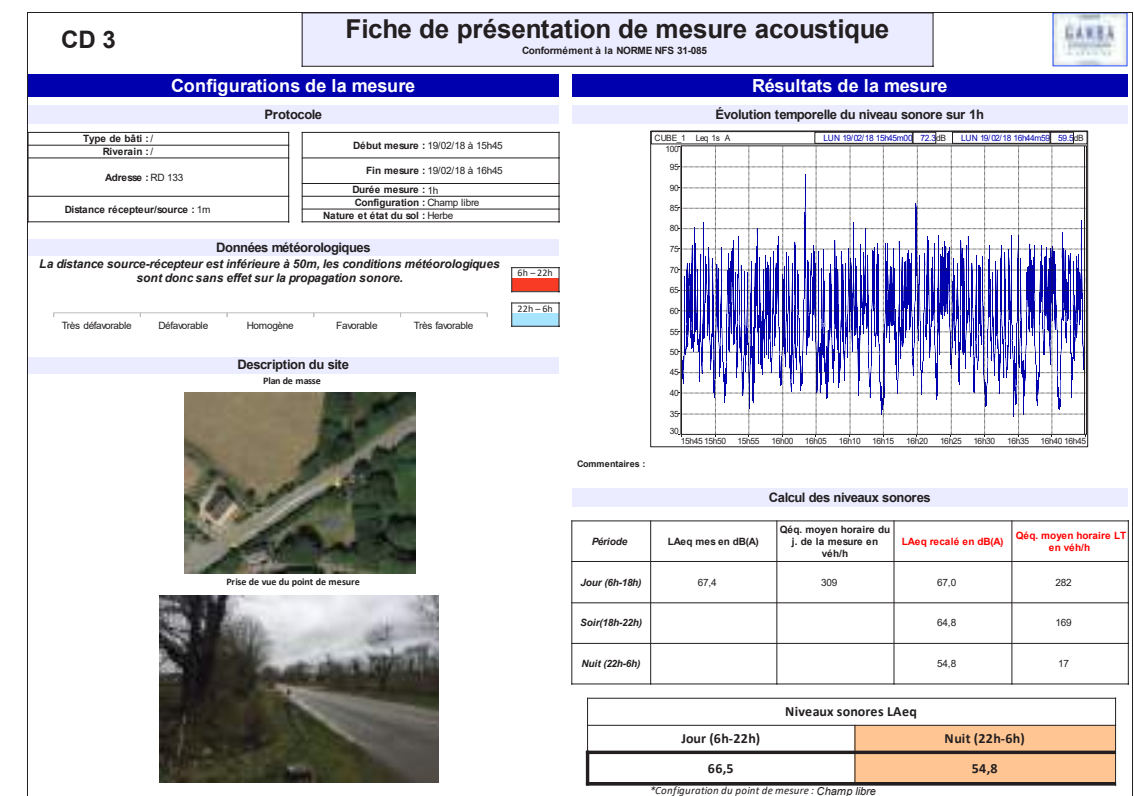 CD 3
Fiche de présentation de mesure acoustique
Conformément à la NORME NFS 31-085
GAMBA
Configurations de la mesure
Protocole
Type de bâti : /
Riverain : /
Adresse : RD 133
Distance récepteur/source : 1m
Début mesure : 19/02/18 à 15h45
Fin mesure : 19/02/18 à 16h45
Durée mesure : 1h
Configuration : Champ libre
Nature et état du sol : Herbe
Données météorologiques
La distance source-récepteur est inférieure à 50m, les conditions météorologiques
sont donc sans effet sur la propagation sonore.
6h – 22h
22h – 6h
Très défavorable Défavorable Homogène Favorable Très favorable
Description du site
Plan de masse
Prise de vue du point de mesure
Résultats de la mesure
Évolution temporelle du niveau sonore sur 1h
CUBE_1 Leq 1s A LUN 19/02/18 15h45m00 72.3dB LUN 19/02/18 16h44m59 59.5dB
100
95
90
85
80
75
70
65
60
55
50
45
40
35
30
15h45 15h50 15h55 16h00 16h05 16h10 16h15 16h20 16h25 16h30 16h35 16h40 16h45
Commentaires :
Calcul des niveaux sonores
Période LAeq mes en dB(A) Qéq. moyen horaire du j. de la mesure en véh/h LAeq recalé en dB(A) Qéq. moyen horaire LT en véh/h
Jour (6h-18h) 67,4 309 67,0 282
Soir(18h-22h) 64,8 169
Nuit (22h-6h) 54,8 17
Niveaux sonores LAeq
Jour (6h-22h) Nuit (22h-6h)
66,5 54,8
*Configuration du point de mesure : Champ libre